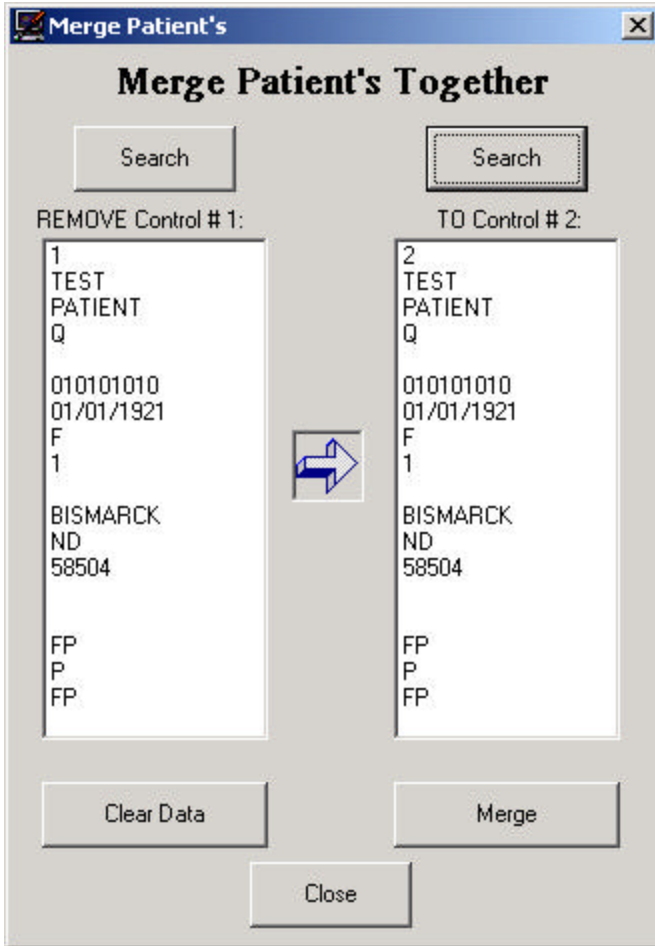 Merge Patient's
Merge Patient's Together
Search
Search
REMOVE Control # 1:
TO Control # 2:
1
TEST
PATIENT
Q
010101010
01/01/1921
F
1
BISMARCK
ND
58504
FP
P
FP
2
TEST
PATIENT
Q
010101010
01/01/1921
F
1
BISMARCK
ND
58504
FP
P
FP
Clear Data
Merge
Close